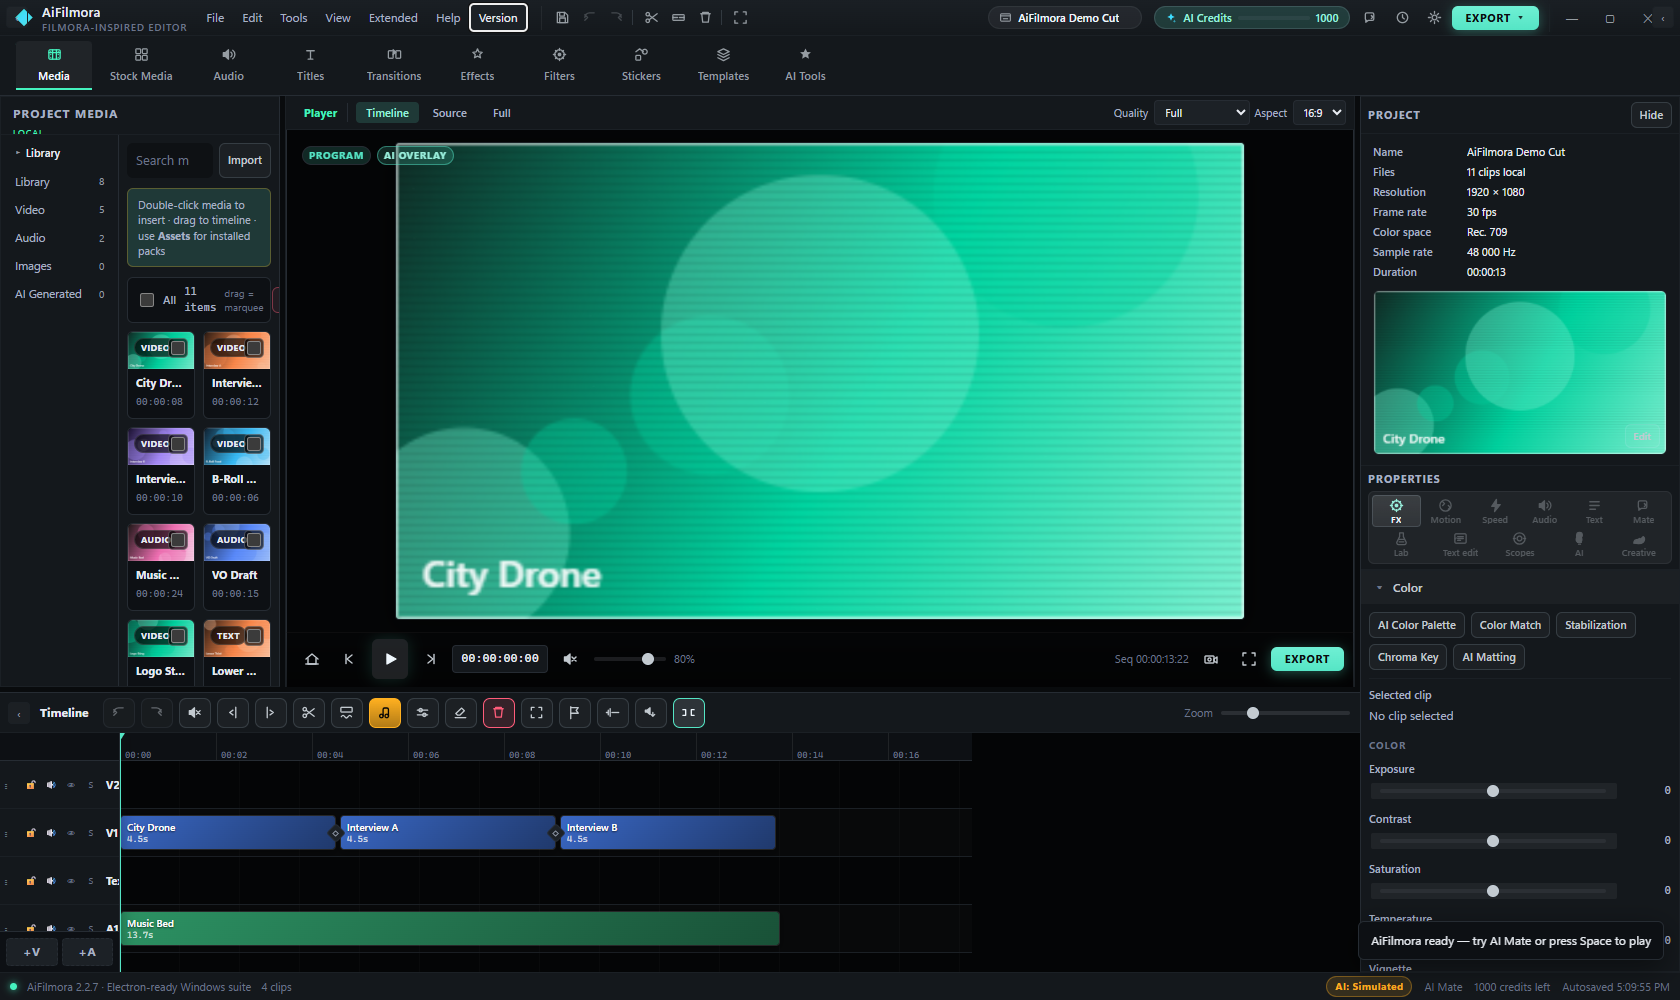 AiFilmora
FILMORA-INSPIRED EDITOR
File Edit Tools View Extended Help Version
AiFilmora Demo Cut
AI Credits 1000
EXPORT
Media Stock Media Audio Titles Transitions Effects Filters Stickers Templates AI Tools
PROJECT MEDIA
LOCAL
Library
Library 8
Video 5
Audio 2
Images 0
AI Generated 0
Search m
Import
Double-click media to
insert · drag to timeline ·
use Assets for installed
packs
All
11
items
drag =
marquee
VIDEO VIDEO
City Dr... Intervie...
00:00:08 00:00:12
VIDEO VIDEO
Intervie... B-Roll ...
00:00:10 00:00:06
AUDIO AUDIO
Music ... VO Draft
00:00:24 00:00:15
VIDEO TEXT
Logo St... Lower ...
Player Timeline Source Full
Quality Full Aspect 16:9
PROGRAM AI OVERLAY
City Drone
00:00:00:00
80%
Seq 00:00:13:22
EXPORT
PROJECT
Hide
Name AiFilmora Demo Cut
Files 11 clips local
Resolution 1920 × 1080
Frame rate 30 fps
Color space Rec. 709
Sample rate 48 000 Hz
Duration 00:00:13
City Drone
Edit
PROPERTIES
FX Motion Speed Audio Text Mate
Lab Text edit Scopes AI Creative
Color
AI Color Palette Color Match Stabilization
Chroma Key AI Matting
Selected clip
No clip selected
COLOR
Exposure
0
Contrast
0
Saturation
0
Temperature
0
Vignette
AiFilmora ready — try AI Mate or press Space to play
Timeline
Zoom
00:00 00:02 00:04 00:06 00:08 00:10 00:12 00:14 00:16
S V2
S V1
City Drone
4.5s
Interview A
4.5s
Interview B
4.5s
S Te
S A1
Music Bed
13.7s
+V +A
AiFilmora 2.2.7 · Electron-ready Windows suite 4 clips
AI: Simulated AI Mate 1000 credits left Autosaved 5:09:55 PM